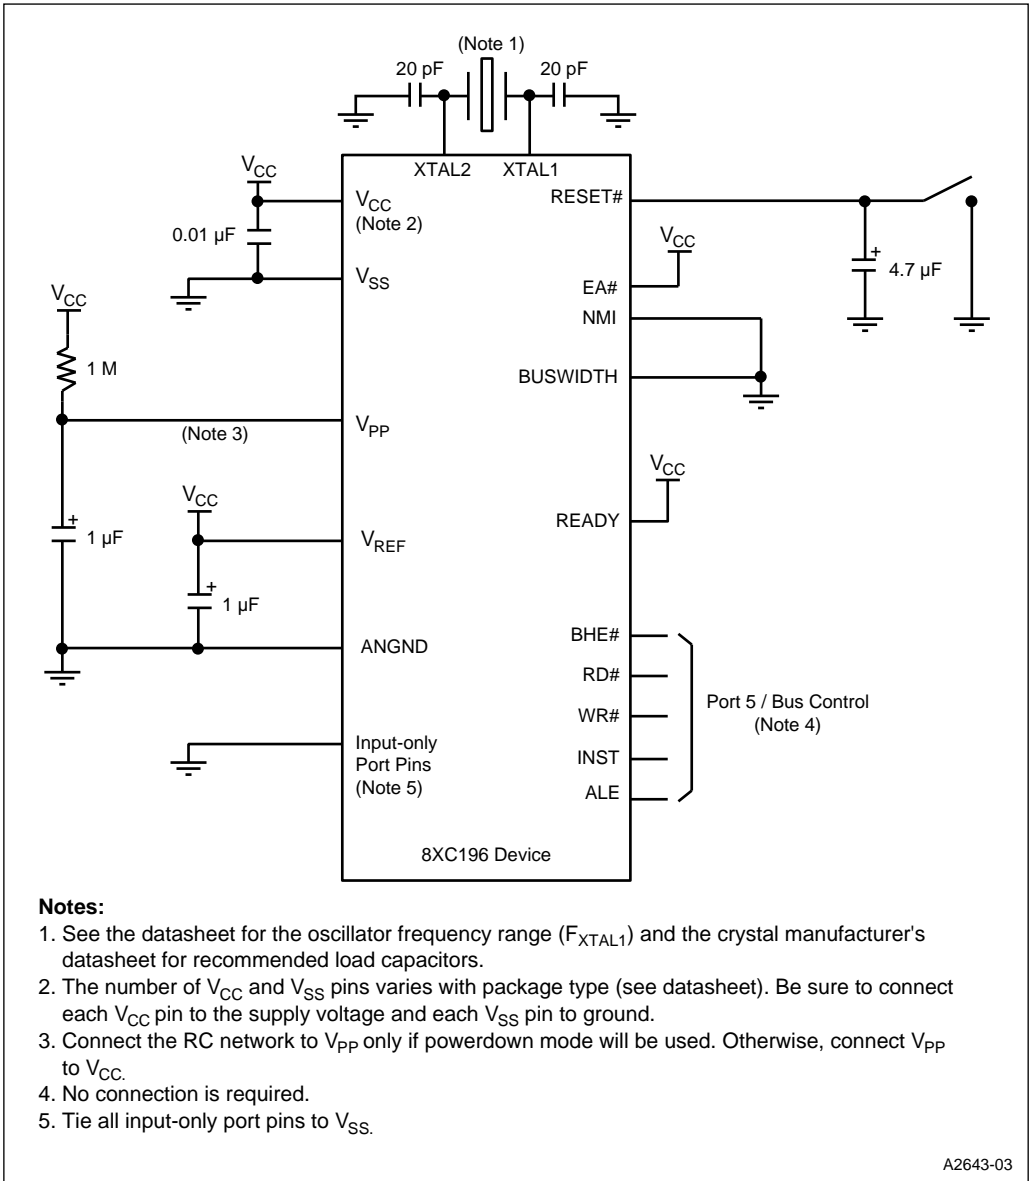 (Note 1)
20 pF
20 pF
XTAL2
XTAL1
VCC
VCC
(Note 2)
0.01 µF
VSS
VCC
1 M
(Note 3)
VPP
1 µF
+
VCC
VREF
+
1 µF
ANGND
Input-only
Port Pins
(Note 5)
RESET#
+
4.7 µF
VCC
EA#
NMI
BUSWIDTH
VCC
READY
BHE#
RD#
WR#
INST
ALE
Port 5 / Bus Control
(Note 4)
8XC196 Device
Notes:
1. See the datasheet for the oscillator frequency range (FXTAL1) and the crystal manufacturer's
datasheet for recommended load capacitors.
2. The number of VCC and VSS pins varies with package type (see datasheet). Be sure to connect
each VCC pin to the supply voltage and each VSS pin to ground.
3. Connect the RC network to VPP only if powerdown mode will be used. Otherwise, connect VPP
to VCC.
4. No connection is required.
5. Tie all input-only port pins to VSS.
A2643-03